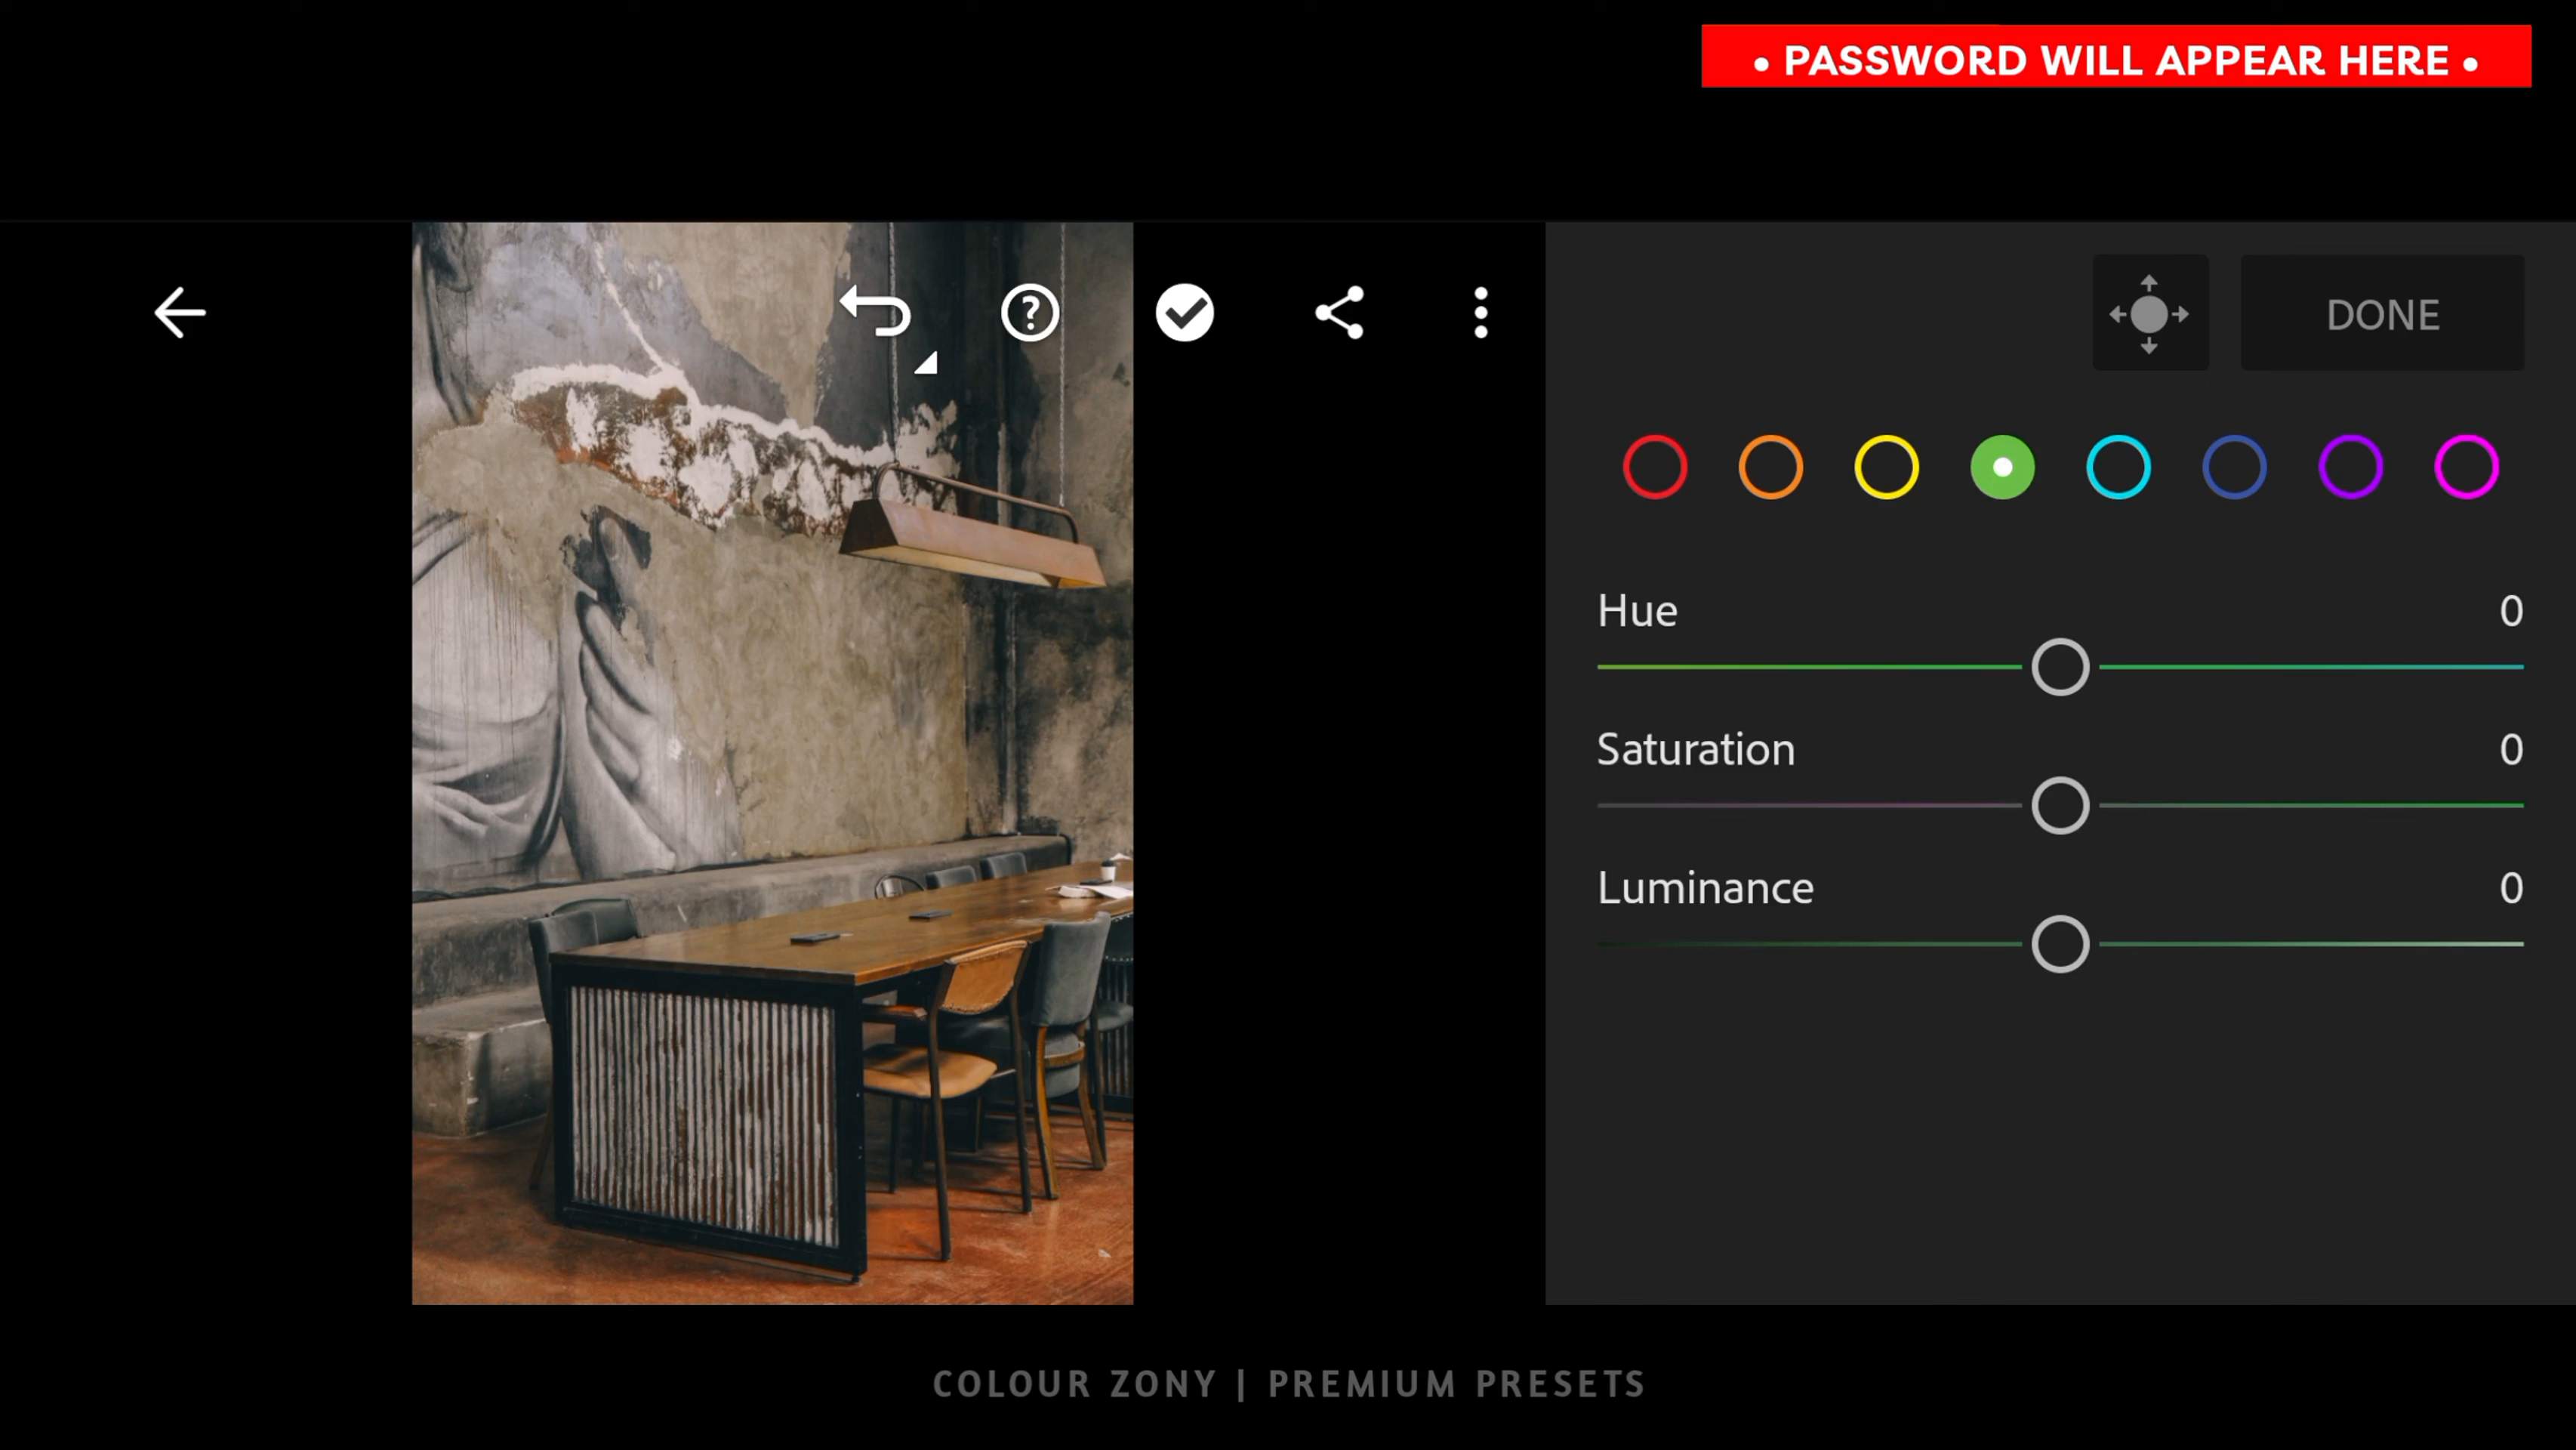 • PASSWORD WILL APPEAR HERE •
?
DONE
Hue 0
Saturation 0
Luminance 0
COLOUR ZONY | PREMIUM PRESETS